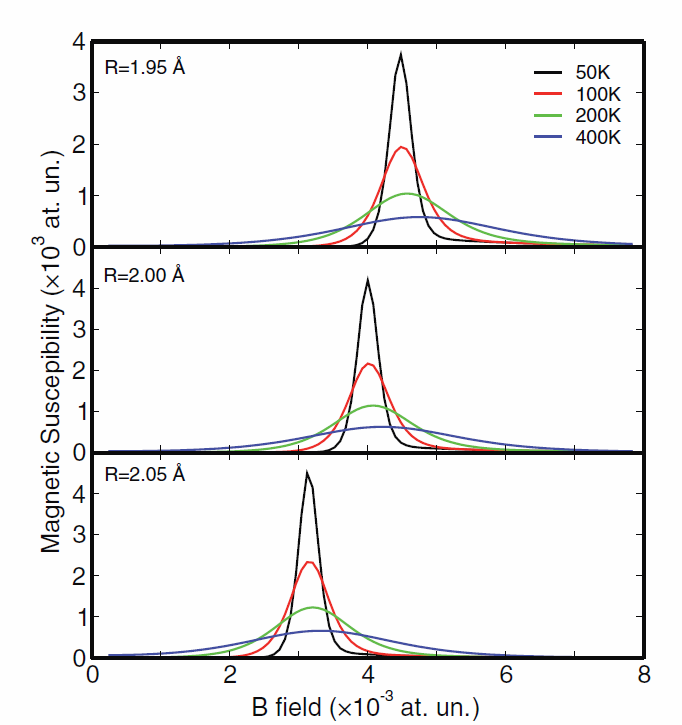 4
R=1.95 Å
50K
100K
200K
400K
3
2
1
0
R=2.00 Å
4
3
2
1
0
R=2.05 Å
4
3
2
1
0
0 2 4 6 8
B field (×10⁻³ at. un.)
Magnetic Suscepibility (×10³ at. un.)